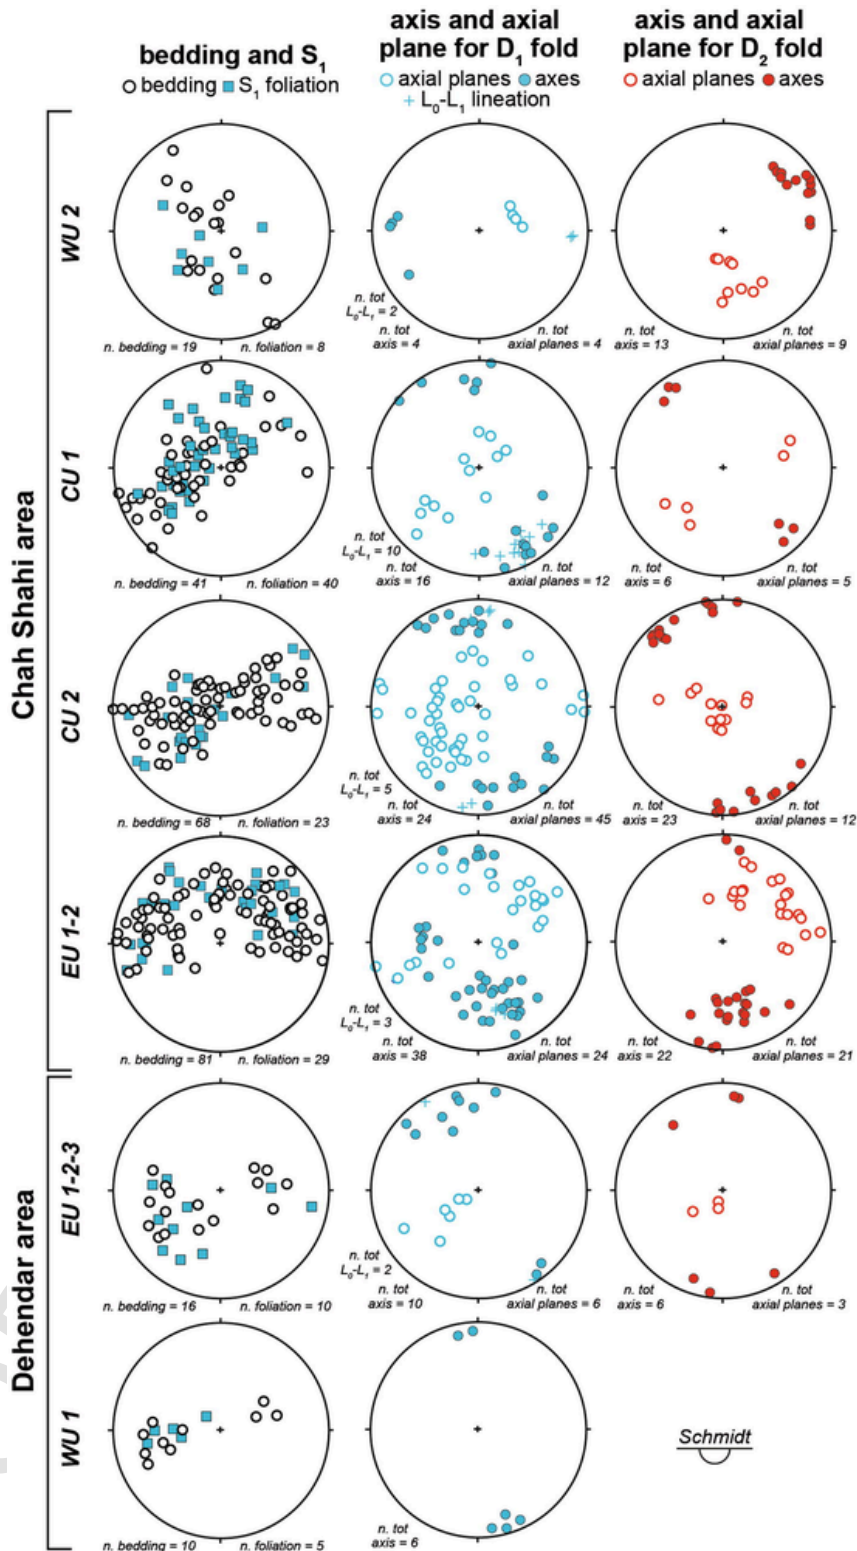 bedding and S1
bedding S1 foliation
axis and axial
plane for D1 fold
axial planes axes
L0-L1 lineation
axis and axial
plane for D2 fold
axial planes axes
Chah Shahi area
WU 2
n. bedding = 19 n. foliation = 8
n. tot
L0-L1 = 2
n. tot
axis = 4
n. tot
axial planes = 4
n. tot
axis = 13
n. tot
axial planes = 9
CU 1
n. bedding = 41 n. foliation = 40
n. tot
L0-L1 = 10
n. tot
axis = 16
n. tot
axial planes = 12
n. tot
axis = 6
n. tot
axial planes = 5
CU 2
n. bedding = 68 n. foliation = 23
n. tot
L0-L1 = 5
n. tot
axis = 24
n. tot
axial planes = 45
n. tot
axis = 23
n. tot
axial planes = 12
EU 1-2
n. bedding = 81 n. foliation = 29
n. tot
L0-L1 = 3
n. tot
axis = 38
n. tot
axial planes = 24
n. tot
axis = 22
n. tot
axial planes = 21
Dehendar area
EU 1-2-3
n. bedding = 16 n. foliation = 10
n. tot
L0-L1 = 2
n. tot
axis = 10
n. tot
axial planes = 6
n. tot
axis = 6
n. tot
axial planes = 3
WU 1
n. bedding = 10 n. foliation = 5
n. tot
axis = 6
Schmidt